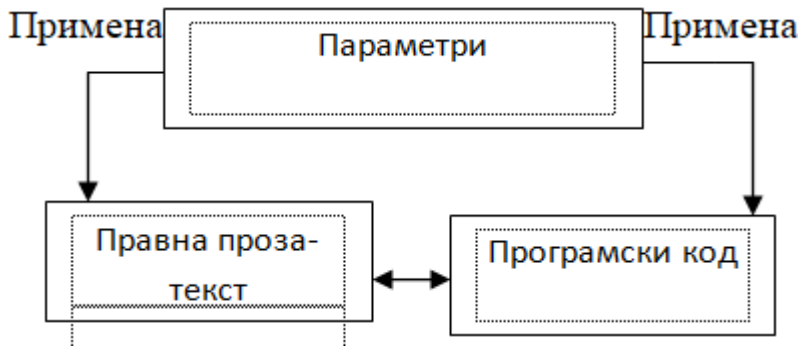 Примена
Параметри
Примена
Правна проза-
текст
Програмски код